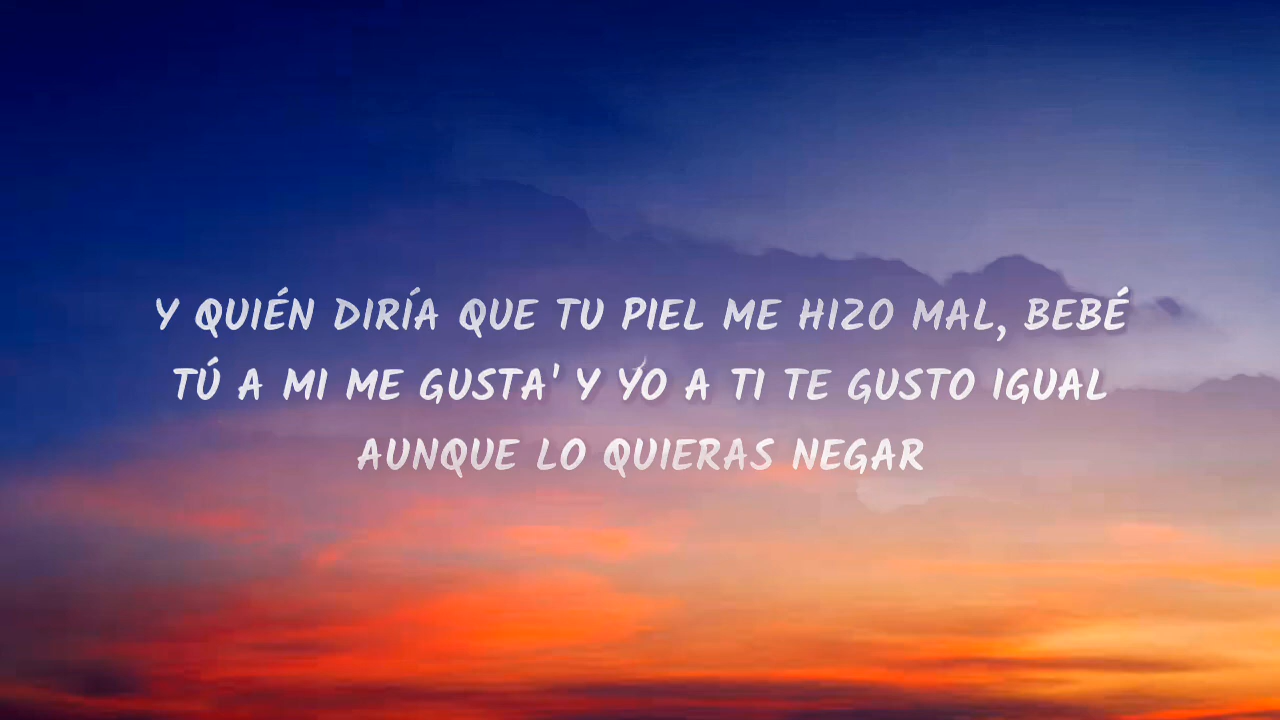 Y QUIÉN DIRÍA QUE TU PIEL ME HIZO MAL, BEBÉ
TÚ A MI ME GUSTA' Y YO A TI TE GUSTO IGUAL
AUNQUE LO QUIERAS NEGAR